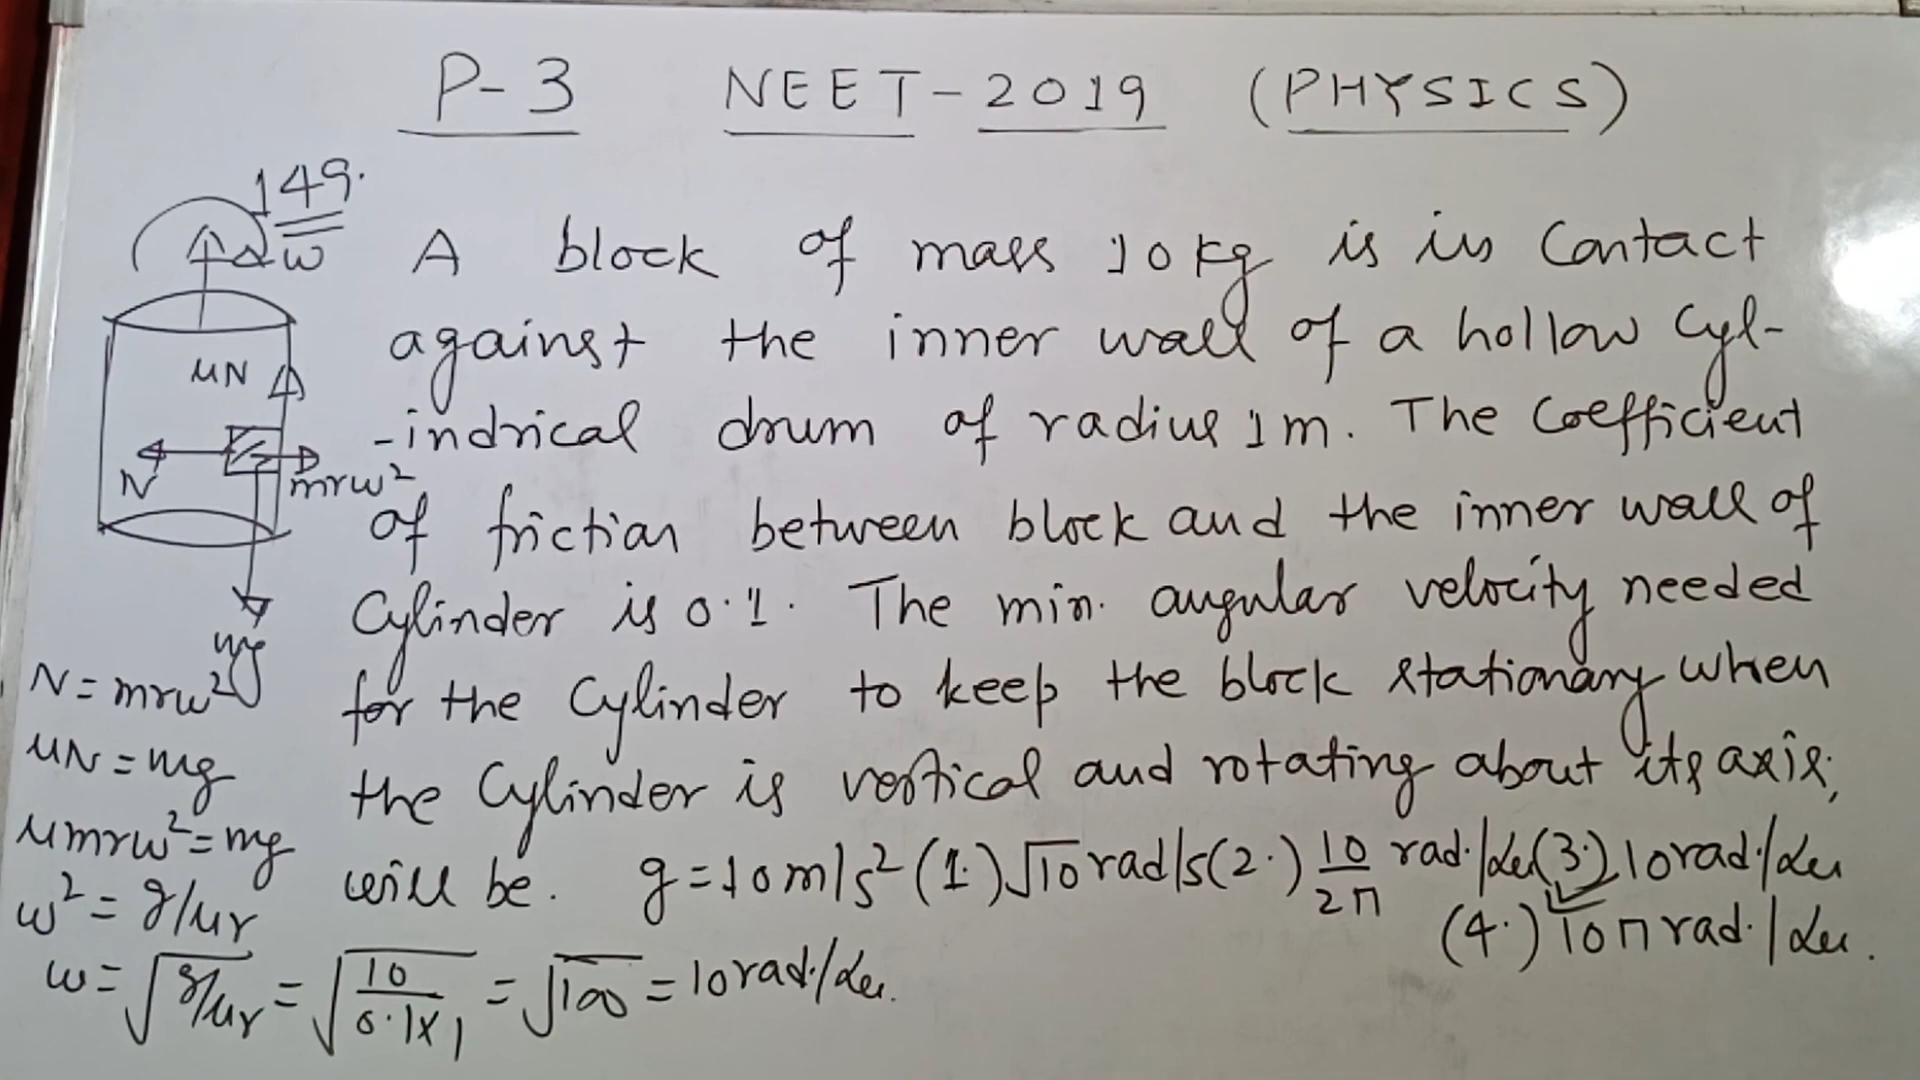 P-3 NEET-2019 (PHYSICS)
149.
ω
A block of mass 10 kg is in Contact
against the inner wall of a hollow Cyl-
-indrical drum of radius 1m. The Coefficient
of friction between block and the inner wall of
Cylinder is 0.1. The min. angular velocity needed
for the Cylinder to keep the block stationary when
the Cylinder is vertical and rotating about its axis,
will be. g=10m/s² (1.) √10 rad/s (2.) 10/2π rad./sec (3.) 10 rad./sec
(4.) 10π rad./sec.
μN
N
mrω²
mg
N = mrω²
μN = mg
μmrω² = mg
ω² = g/μr
ω = √g/μr = √10/0.1x1 = √100 = 10 rad./sec.